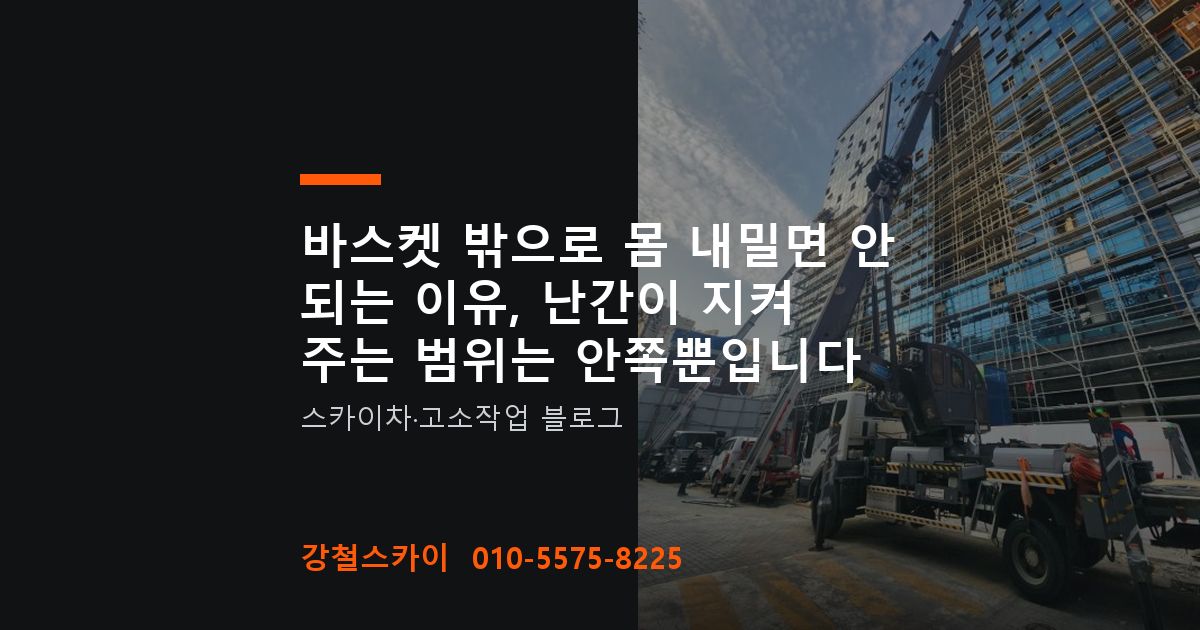 바스켓 밖으로 몸 내밀면 안
되는 이유, 난간이 지켜
주는 범위는 안쪽뿐입니다
스카이차·고소작업 블로그
강철스카이 010-5575-8225